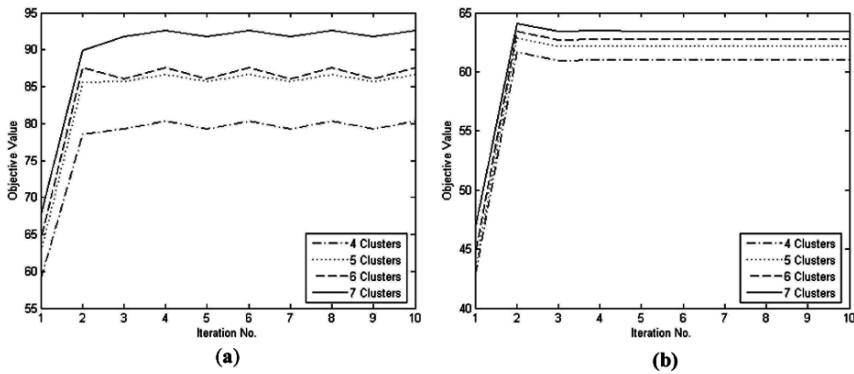 95
90
85
80
75
70
65
60
55
Objective Value
1 2 3 4 5 6 7 8 9 10
Iteration No.
4 Clusters
5 Clusters
6 Clusters
7 Clusters
(a)
65
60
55
50
45
40
Objective Value
1 2 3 4 5 6 7 8 9 10
Iteration No.
4 Clusters
5 Clusters
6 Clusters
7 Clusters
(b)